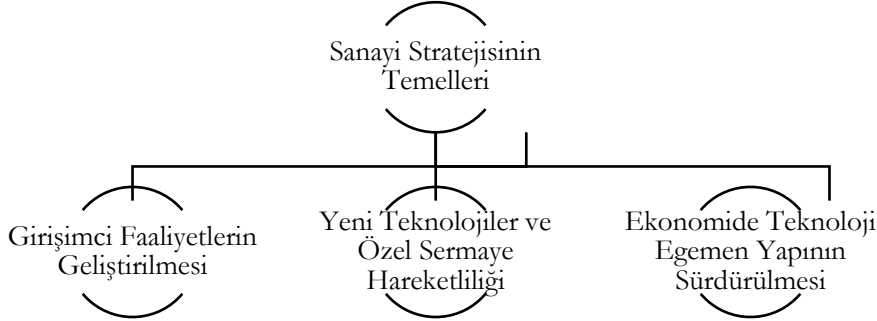 Sanayi Stratejisinin
Temelleri
Girişimci Faaliyetlerin
Geliştirilmesi
Yeni Teknolojiler ve
Özel Sermaye
Hareketliliği
Ekonomide Teknoloji
Egemen Yapının
Sürdürülmesi